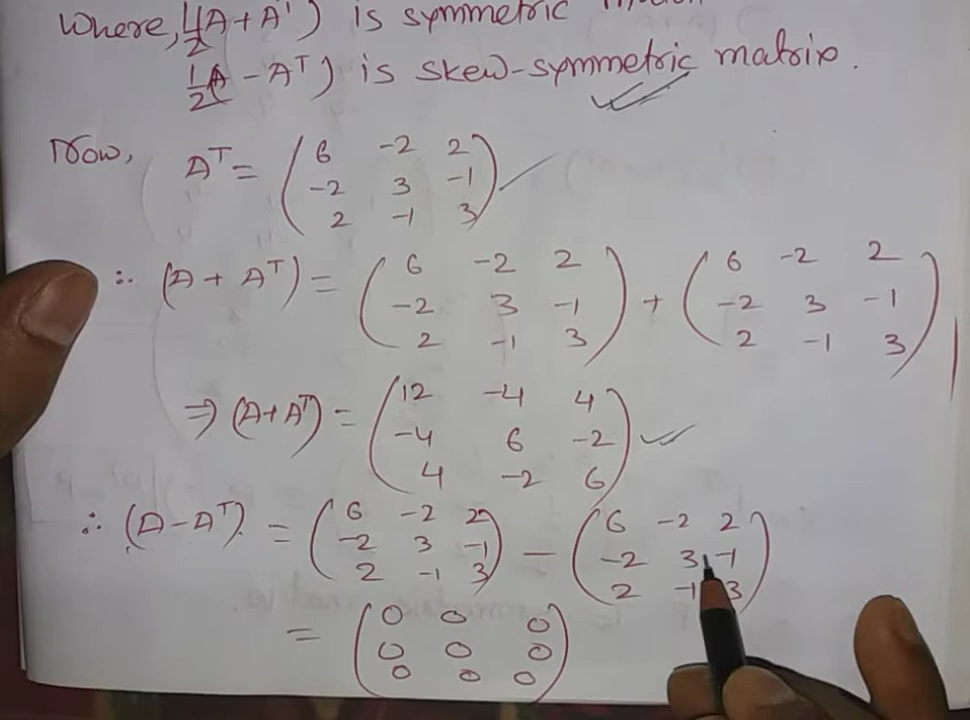 Where, 1/2(A+A') is symmetric
1/2(A - A^T) is skew-symmetric matrix.
Now, A^T = ( 6 -2 2
-2 3 -1
2 -1 3 )
∴ (A + A^T) = ( 6 -2 2 ) + ( 6 -2 2
-2 3 -1 -2 3 -1
2 -1 3 2 -1 3 )
⇒ (A+A^T) = ( 12 -4 4
-4 6 -2
4 -2 6 )
∴ (A-A^T) = ( 6 -2 2 ) - ( 6 -2 2
-2 3 -1 -2 3 -1
2 -1 3 2 -1 3 )
= ( 0 0 0
0 0 0
0 0 0 )